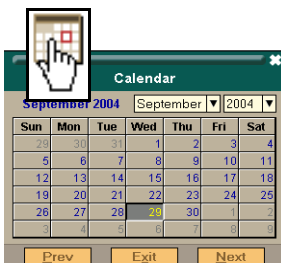 Calendar
September 2004 September 2004
Sun Mon Tue Wed Thu Fri Sat
29 30 31 1 2 3 4
5 6 7 8 9 10 11
12 13 14 15 16 17 18
19 20 21 22 23 24 25
26 27 28 29 30 1 2
3 4 5 6 7 8 9
Prev Exit Next